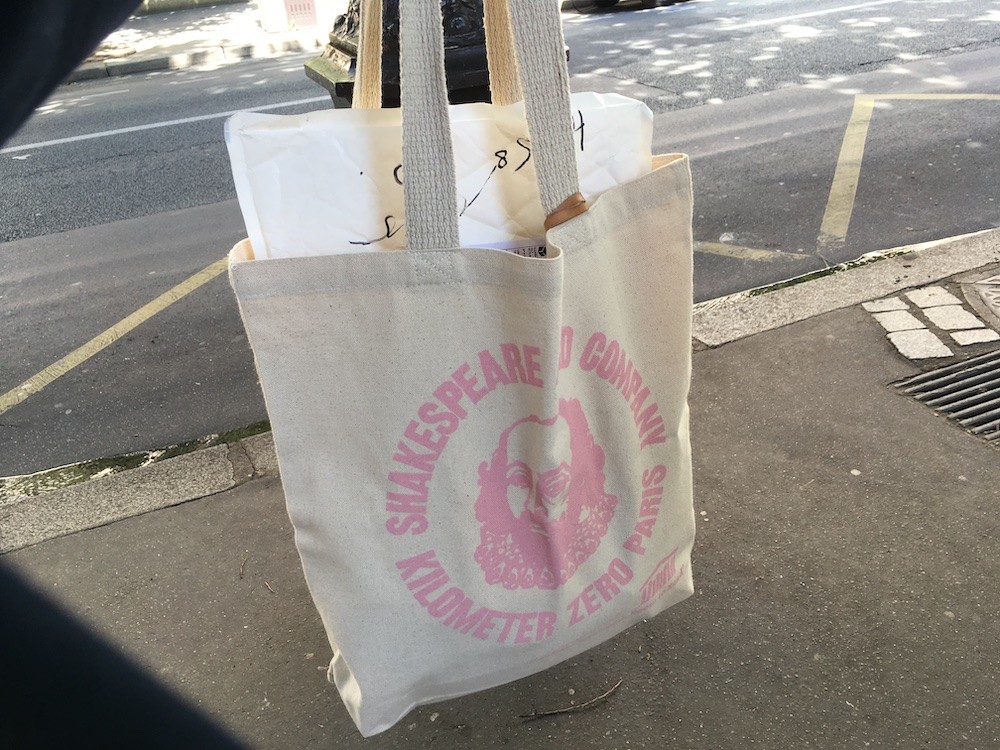 SHAKESPEARE D COMPANY
KILOMETER ZERO PARIS